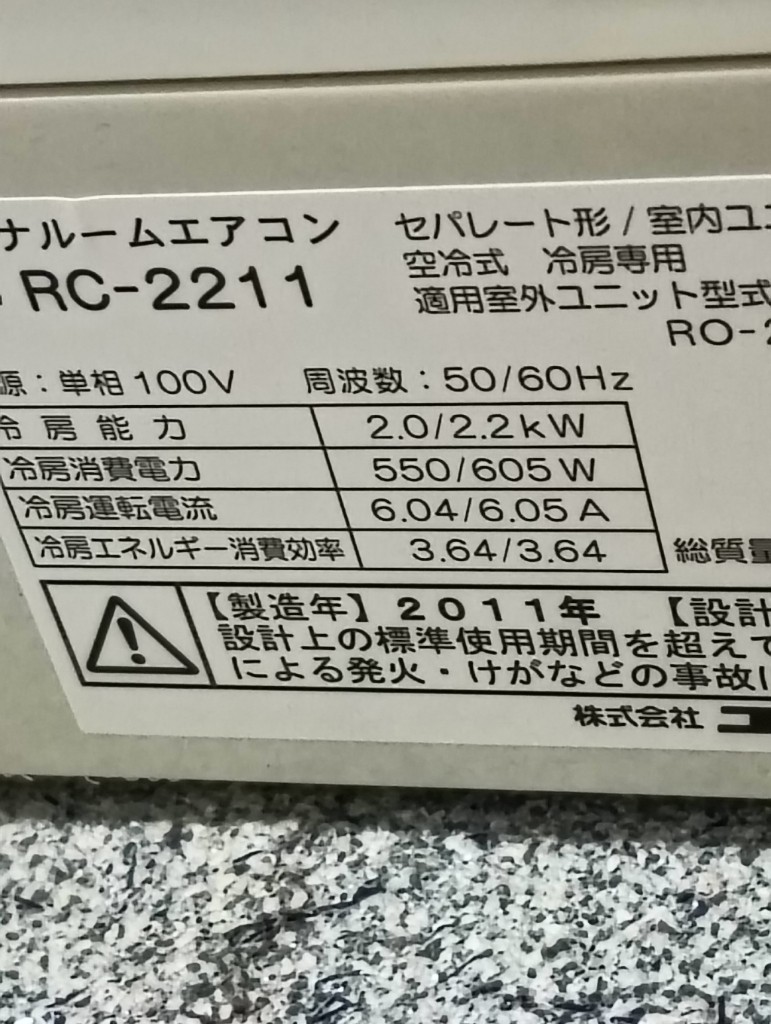 ナルームエアコン
RC-2211
セパレート形 / 室内ユニ
空冷式 冷房専用
適用室外ユニット型式
RO-2
源：単相 100V 周波数：50/60Hz
冷房能力 2.0/2.2kW
冷房消費電力 550/605W
冷房運転電流 6.04/6.05A
冷房エネルギー消費効率 3.64/3.64
総質量
【製造年】2011年 【設計
設計上の標準使用期間を超えて
による発火・けがなどの事故に
株式会社 コ